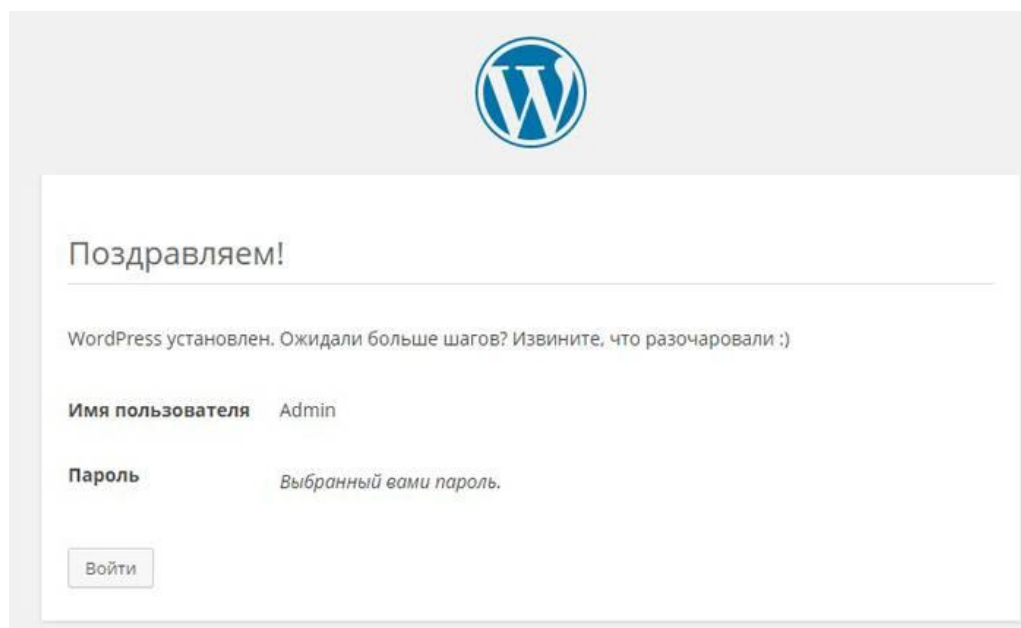 Поздравляем!
WordPress установлен. Ожидали больше шагов? Извините, что разочаровали :)
Имя пользователя Admin
Пароль Выбранный вами пароль.
Войти